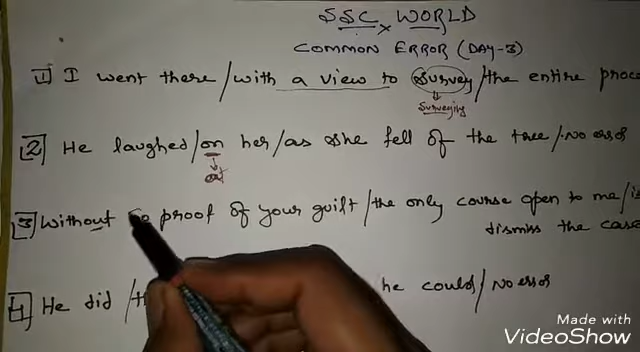 SSC WORLD
COMMON ERROR (DAY-3)
1) I went there / with a view to survey / the entire proce
surveying
2 He laughed / on her / as she fell of the tree / No error
at
3 Without proof of your guilt / the only course open to me / is
dismiss the case
4 He did / he could / No error
Made with
VideoShow